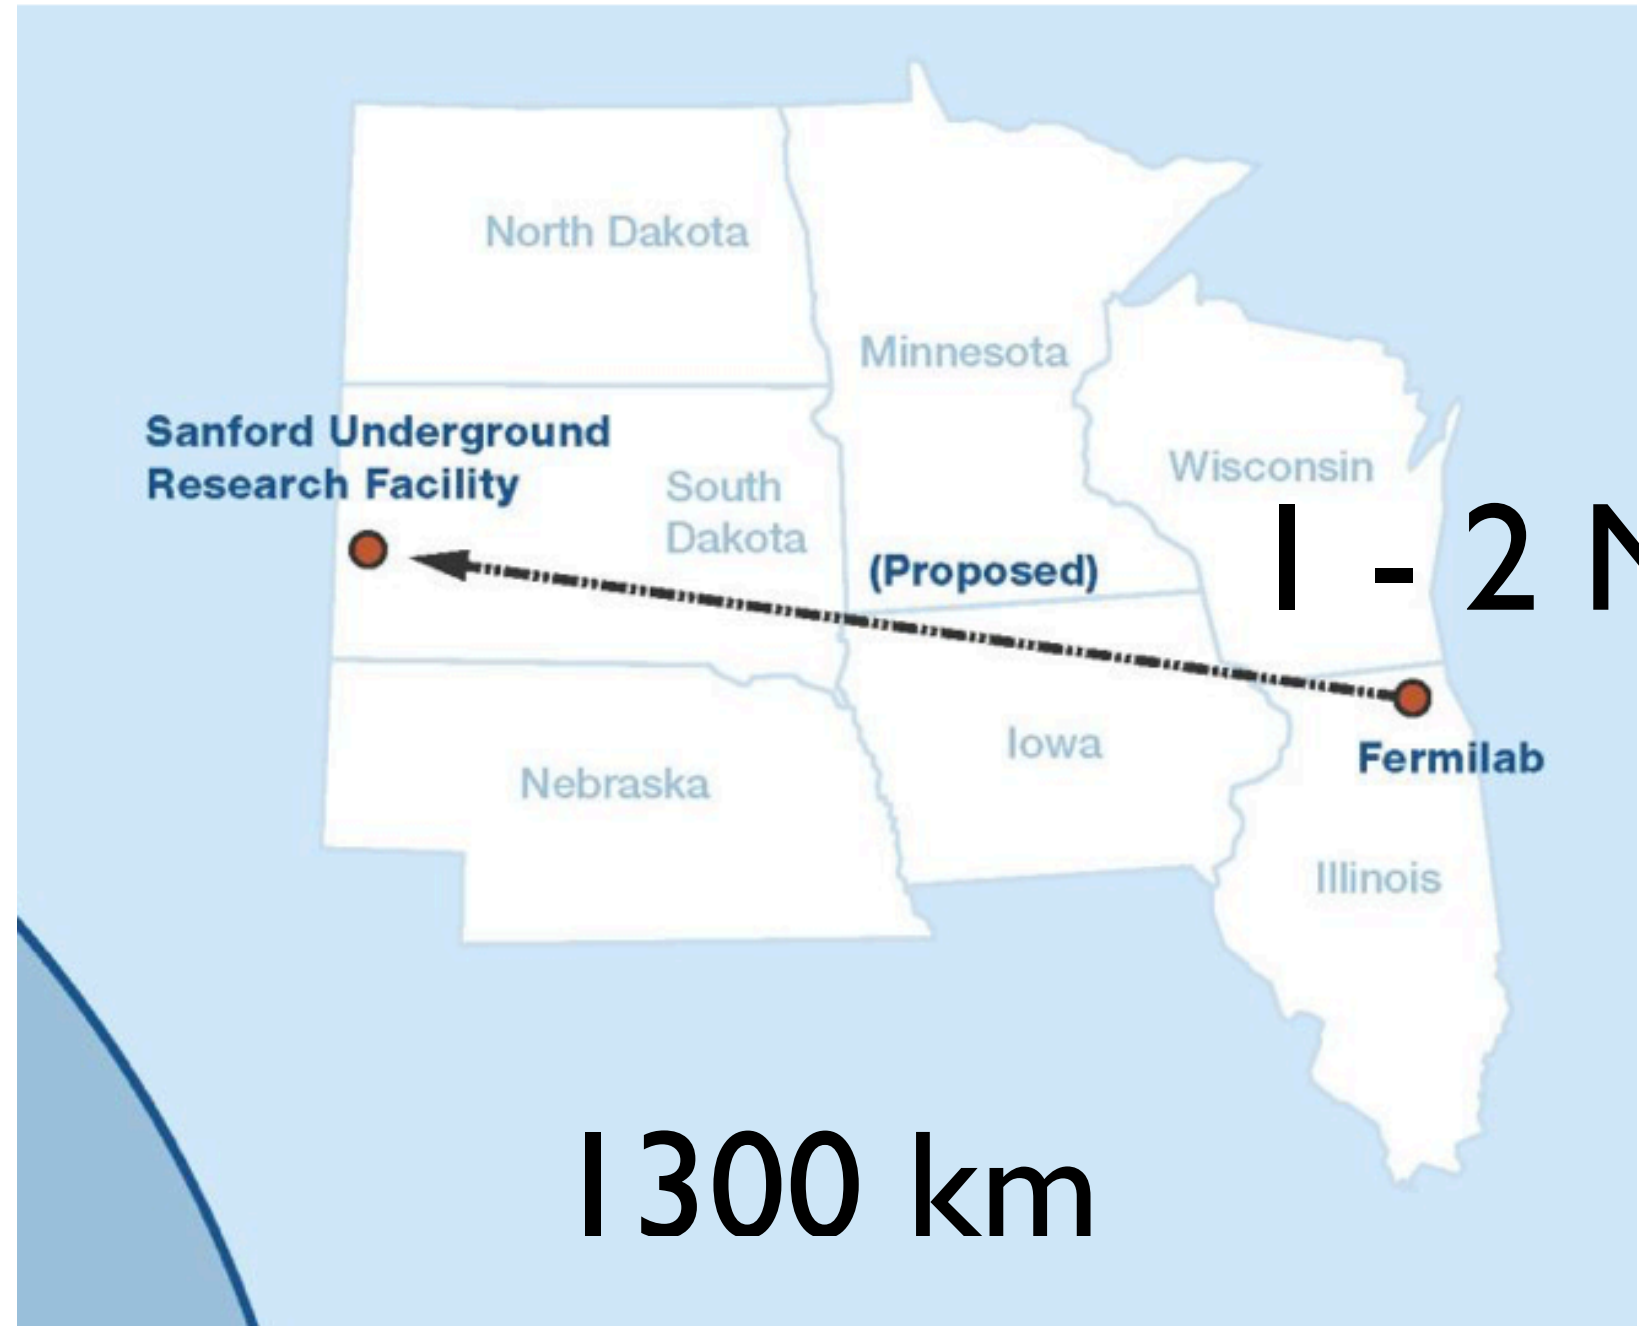 North Dakota
Minnesota
Sanford Underground
Research Facility
Wisconsin
South
Dakota
1 - 2
(Proposed)
Iowa
Fermilab
Nebraska
Illinois
1300 km